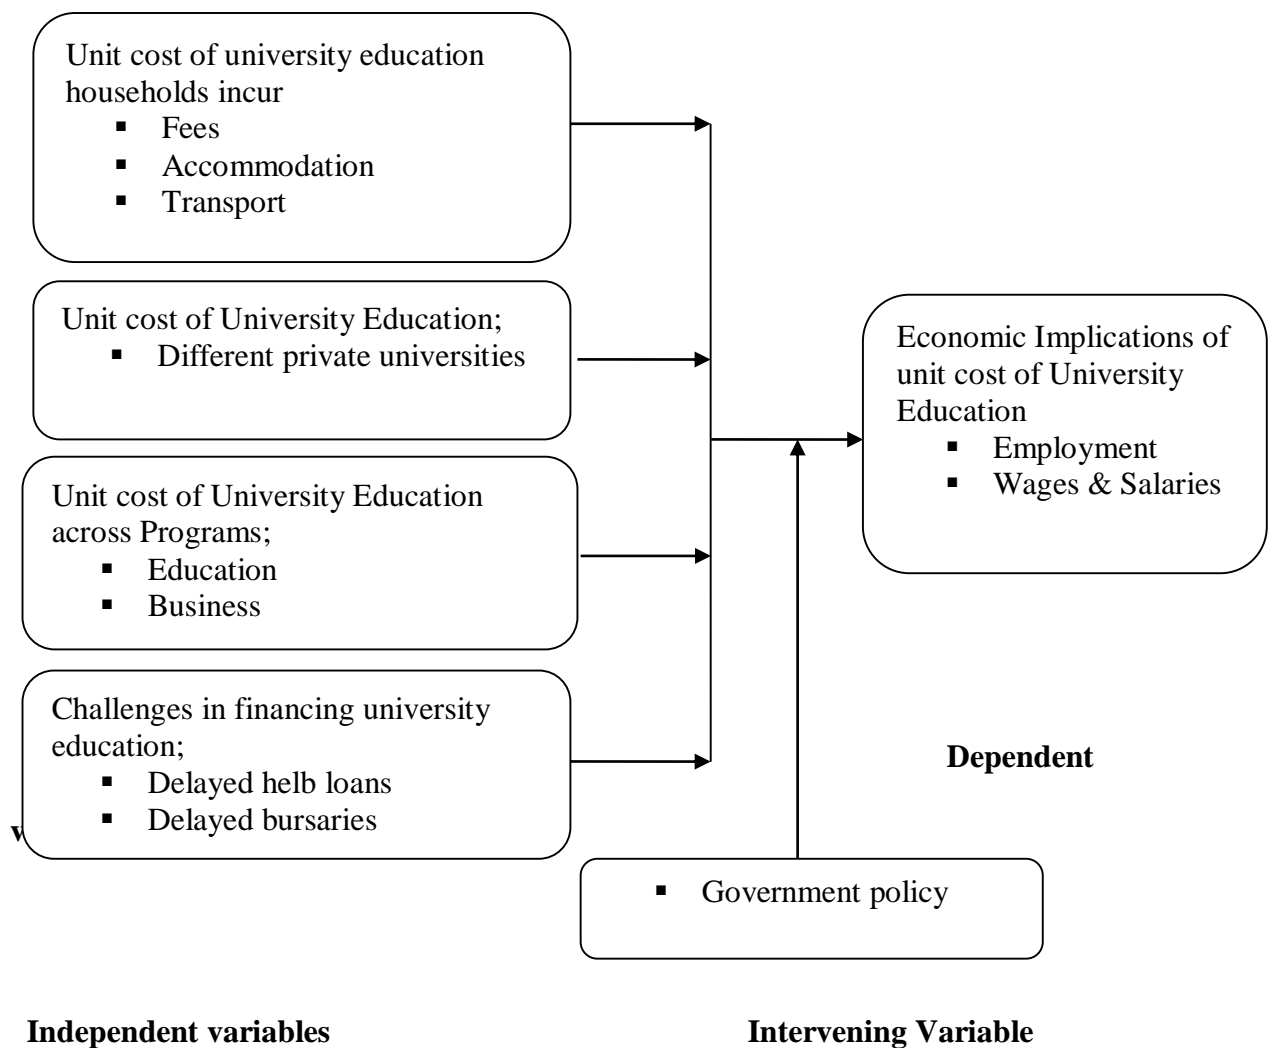 Unit cost of university education
households incur
▪ Fees
▪ Accommodation
▪ Transport
Unit cost of University Education;
▪ Different private universities
Unit cost of University Education
across Programs;
▪ Education
▪ Business
Challenges in financing university
education;
▪ Delayed helb loans
▪ Delayed bursaries
Economic Implications of
unit cost of University
Education
▪ Employment
▪ Wages & Salaries
Dependent
▪ Government policy
Independent variables
Intervening Variable